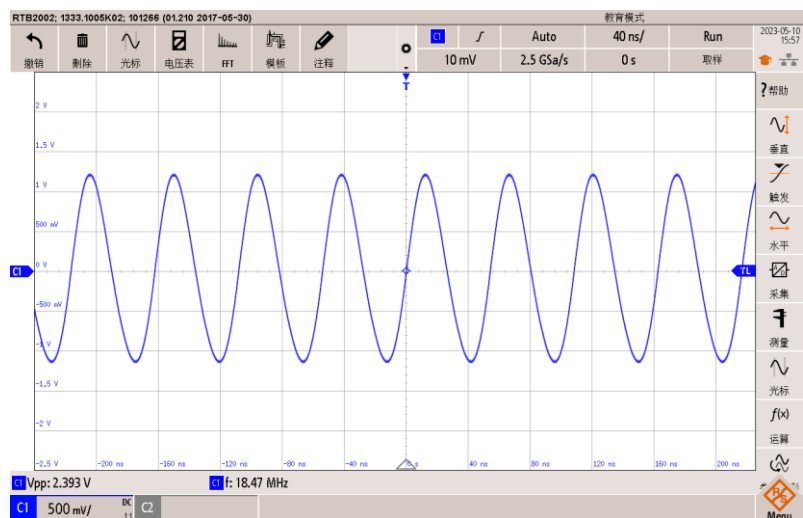 RTB2002; 1333.1005K02; 101266 (01.210 2017-05-30) 教育模式
撤销 删除 光标 电压表 FFT 模板 注释
C1 Auto 40 ns/ Run
10 mV 2.5 GSa/s 0 s 取样
2023-05-10
15:57
T
?帮助
垂直
触发
水平
采集
测量
光标
f(x)
运算
Menu
2 V
1.5 V
1 V
500 mV
0 V
C1
TL
-500 mV
-1 V
-1.5 V
-2 V
-2.5 V -200 ns -160 ns -120 ns -80 ns -40 ns 0 s 40 ns 80 ns 120 ns 160 ns 200 ns
C1 Vpp: 2.393 V C1 f: 18.47 MHz
C1 500 mV/ DC 1:1 C2
R&S